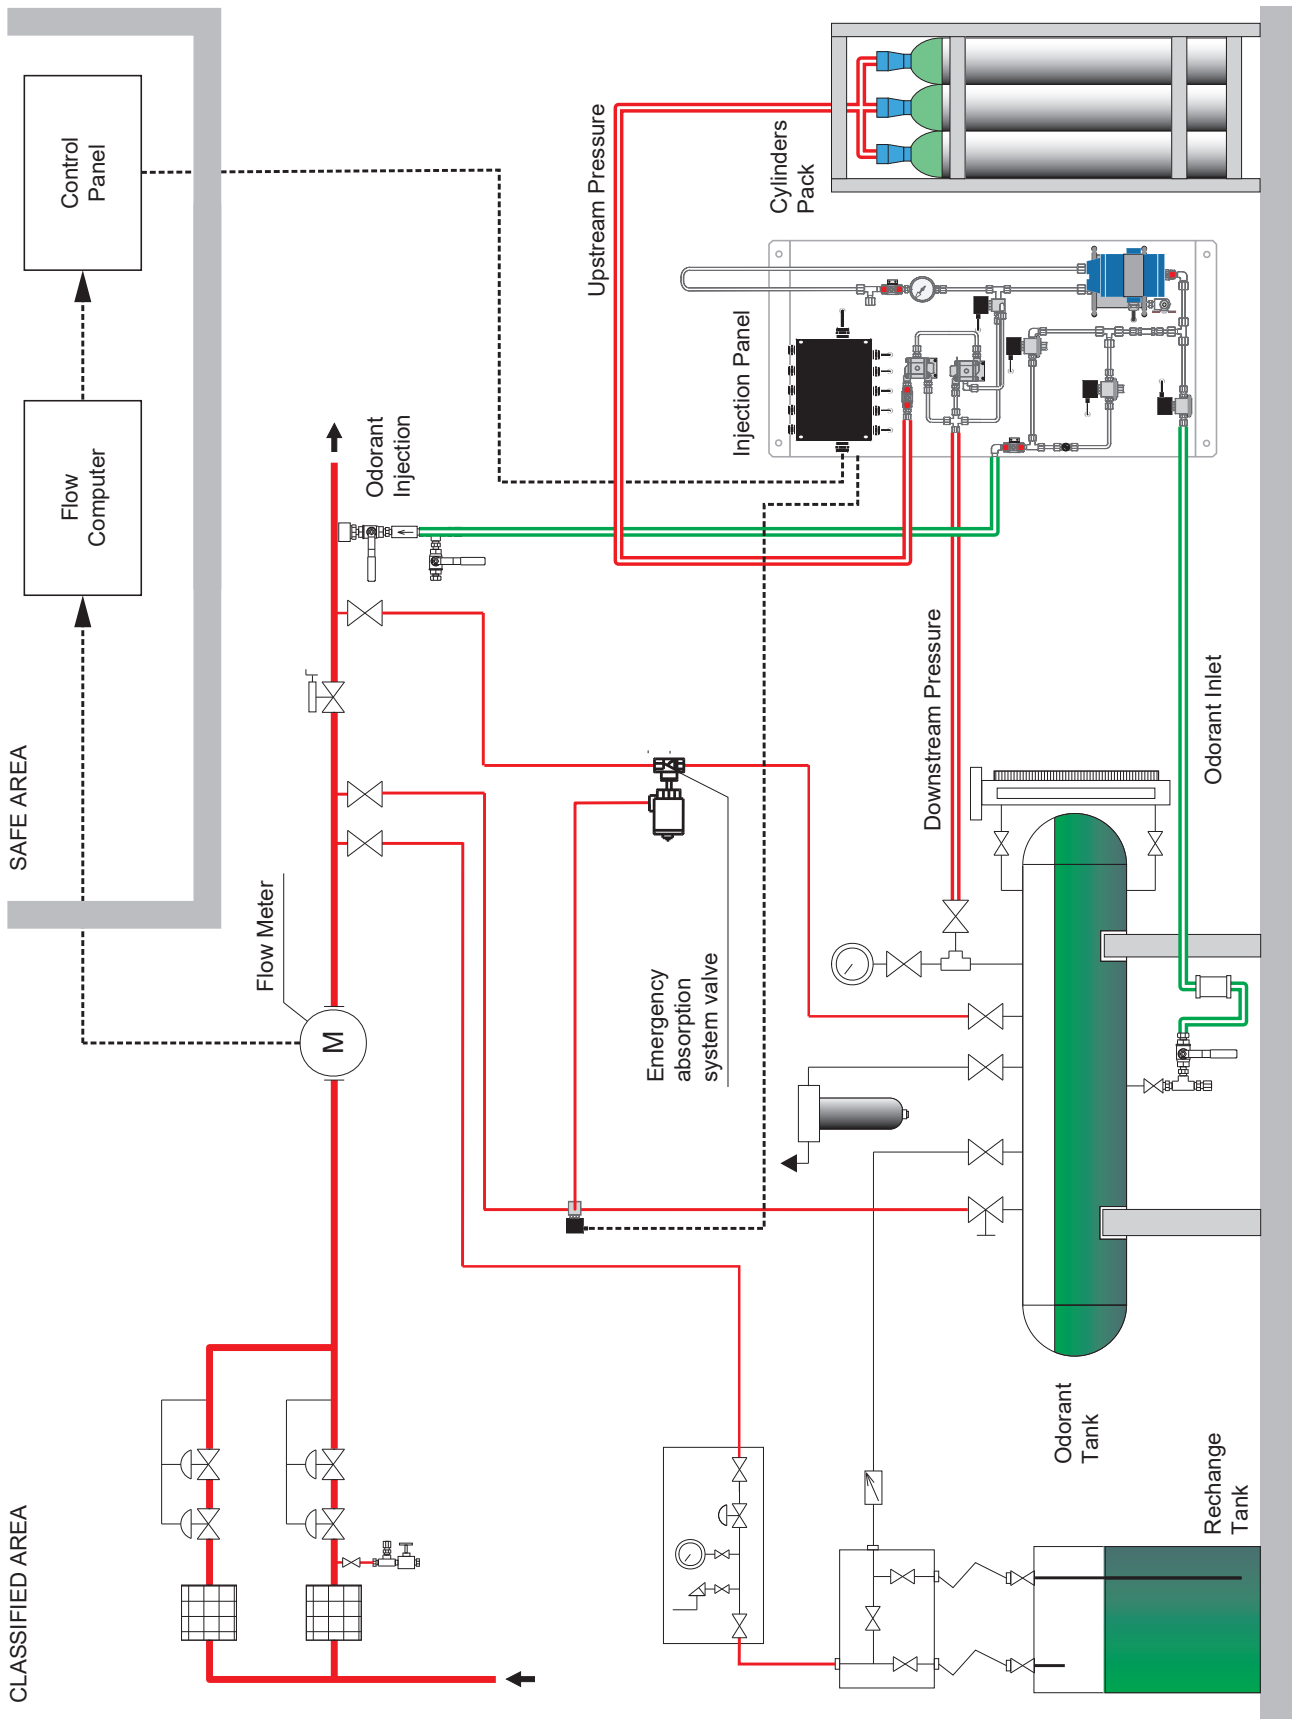 CLASSIFIED AREA
SAFE AREA
Flow
Computer
Control
Panel
Flow Meter
M
Odorant
Injection
Upstream Pressure
Injection Panel
Cylinders
Pack
Emergency
absorption
system valve
Downstream Pressure
Odorant Inlet
Odorant
Tank
Rechange
Tank